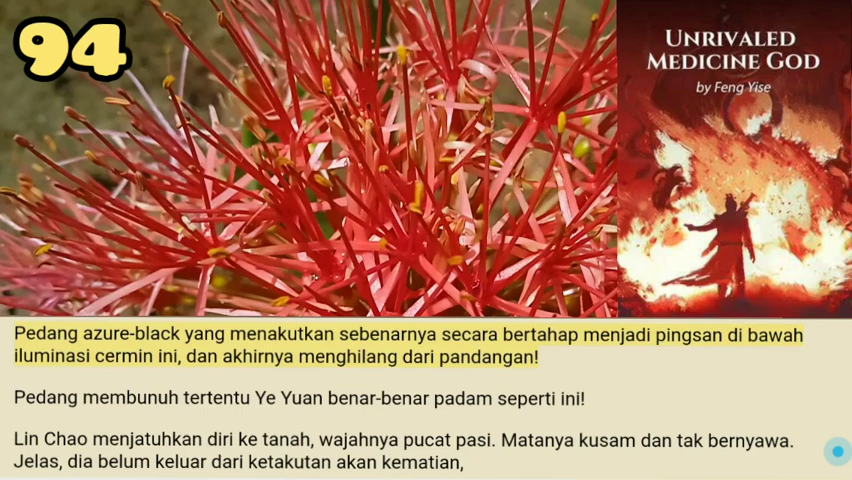 94
UNRIVALED
MEDICINE GOD
by Feng Yise
Pedang azure-black yang menakutkan sebenarnya secara bertahap menjadi pingsan di bawah
iluminasi cermin ini, dan akhirnya menghilang dari pandangan!
Pedang membunuh tertentu Ye Yuan benar-benar padam seperti ini!
Lin Chao menjatuhkan diri ke tanah, wajahnya pucat pasi. Matanya kusam dan tak bernyawa.
Jelas, dia belum keluar dari ketakutan akan kematian,